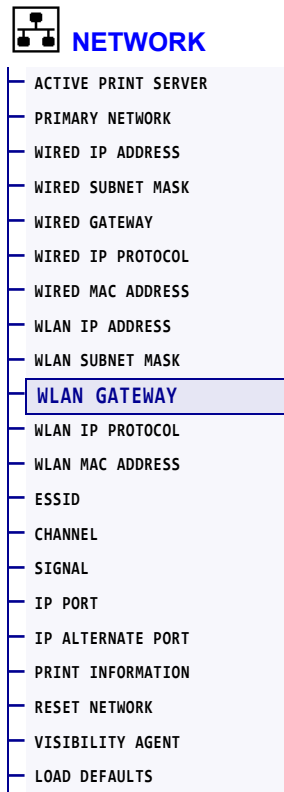 NETWORK
ACTIVE PRINT SERVER
PRIMARY NETWORK
WIRED IP ADDRESS
WIRED SUBNET MASK
WIRED GATEWAY
WIRED IP PROTOCOL
WIRED MAC ADDRESS
WLAN IP ADDRESS
WLAN SUBNET MASK
WLAN GATEWAY
WLAN IP PROTOCOL
WLAN MAC ADDRESS
ESSID
CHANNEL
SIGNAL
IP PORT
IP ALTERNATE PORT
PRINT INFORMATION
RESET NETWORK
VISIBILITY AGENT
LOAD DEFAULTS